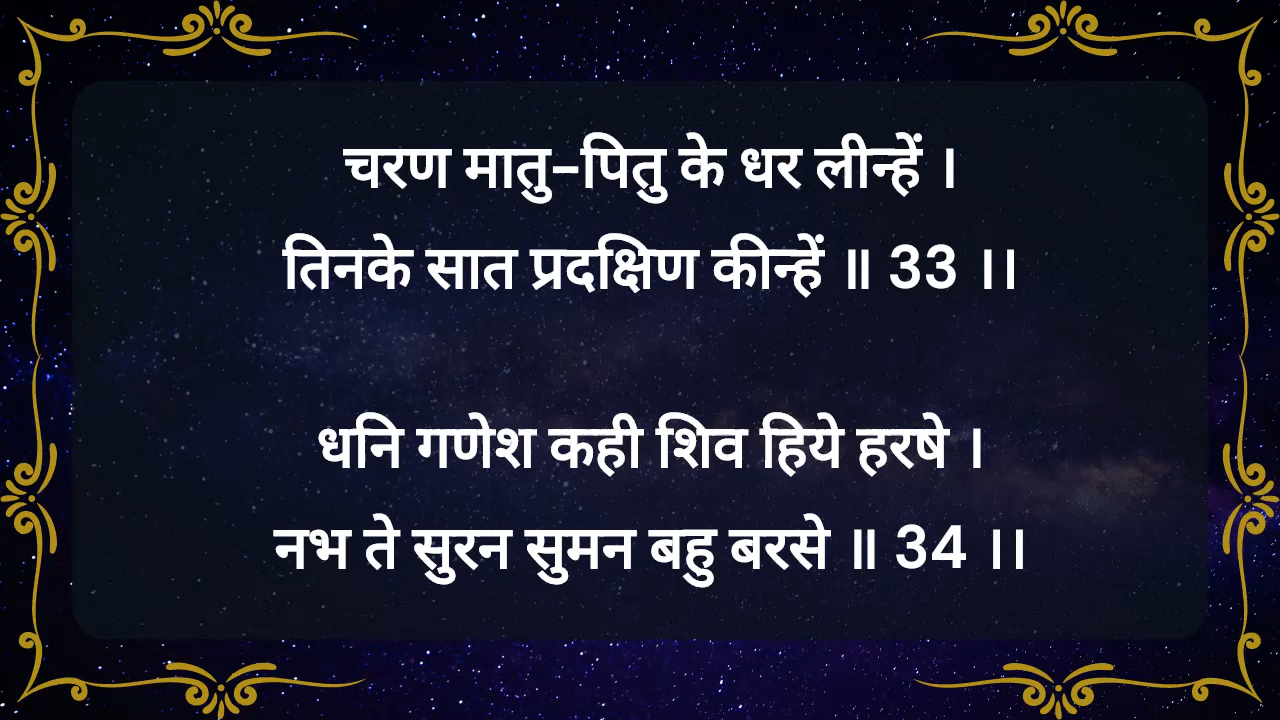 चरण मातु-पितु के धर लीन्हें ।
तिनके सात प्रदक्षिण कीन्हें ॥ 33 ।।
धनि गणेश कही शिव हिये हरषे ।
नभ ते सुरन सुमन बहु बरसे ॥ 34 ।।